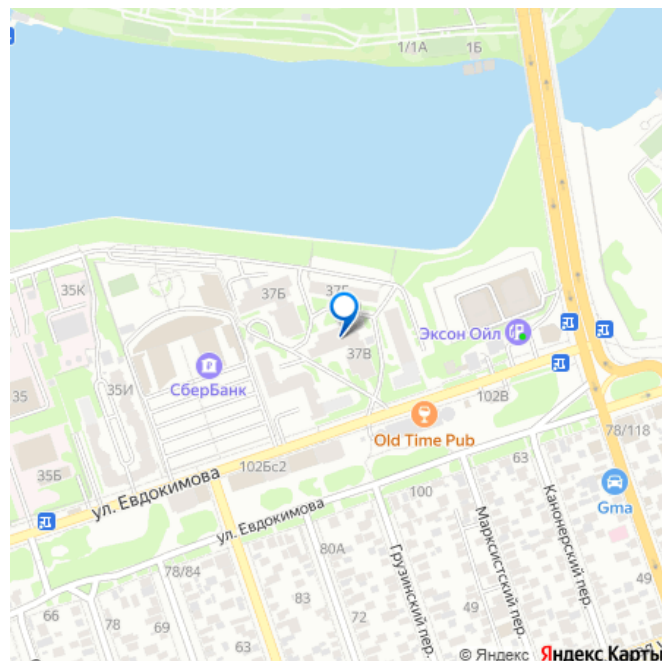 1/1А
1Б
35К
37Б
37Г
37В
Эксон Ойл
СберБанк
35И
35
Old Time Pub
102В
78/118
35Б
102Бс2
ул. Евдокимова
63
Gma
100
ул. Евдокимова
80А
Грузинский пер.
Марксистский пер.
Канонерский пер.
78/84
66
78
83
72
49
49
63
63
© Яндекс Яндекс Карты